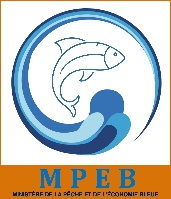 MPEB
MINISTÈRE DE LA PÊCHE ET DE L'ÉCONOMIE BLEUE